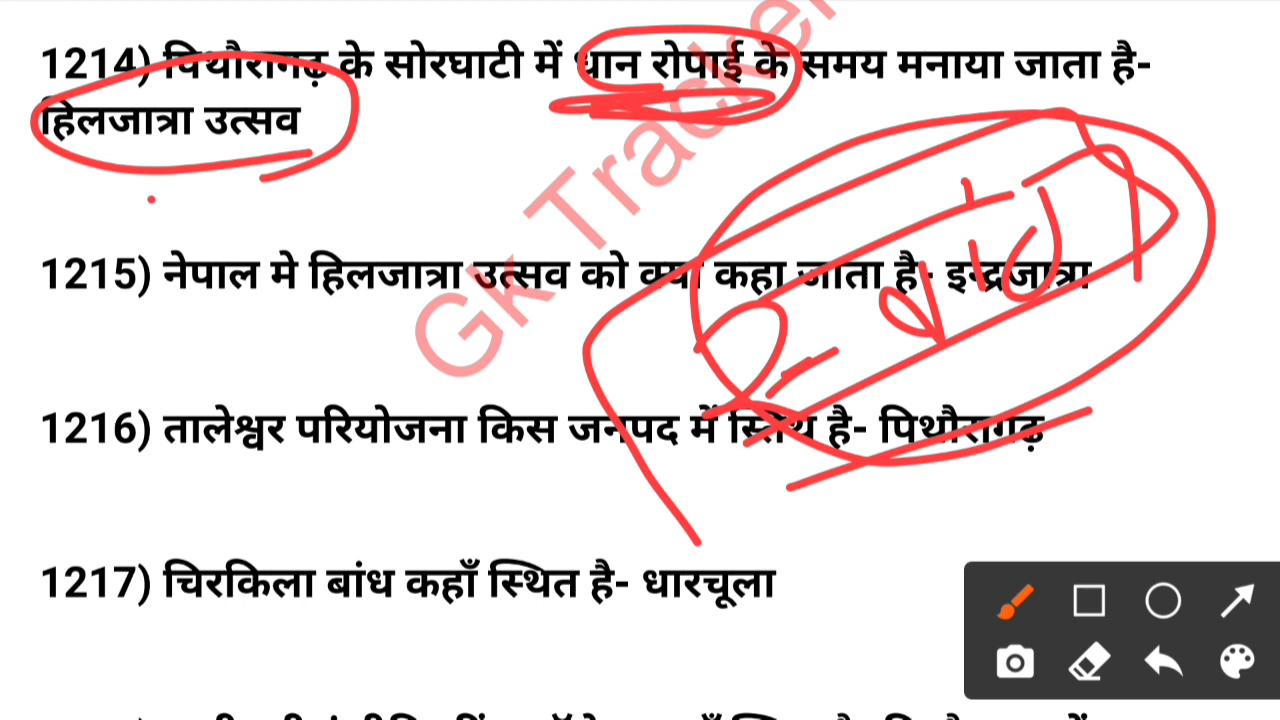 1214) पिथौरागढ़ के सोरघाटी में धान रोपाई के समय मनाया जाता है-
हिलजात्रा उत्सव
1215) नेपाल मे हिलजात्रा उत्सव को क्या कहा जाता है- इन्द्रजात्रा
1216) तालेश्वर परियोजना किस जनपद में स्तिथ है- पिथौरागढ़
1217) चिरकिला बांध कहाँ स्थित है- धारचूला
Gk Tracker